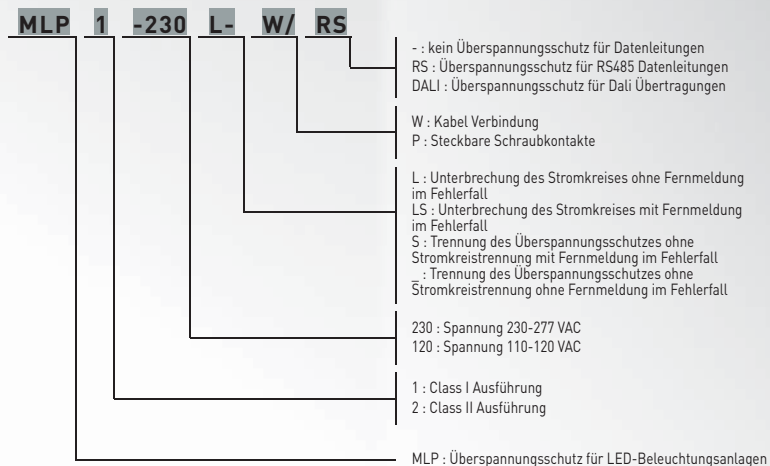 MLP 1 -230 L- W/ RS
- : kein Überspannungsschutz für Datenleitungen
RS : Überspannungsschutz für RS485 Datenleitungen
DALI : Überspannungsschutz für Dali Übertragungen
W : Kabel Verbindung
P : Steckbare Schraubkontakte
L : Unterbrechung des Stromkreises ohne Fernmeldung
im Fehlerfall
LS : Unterbrechung des Stromkreises mit Fernmeldung
im Fehlerfall
S : Trennung des Überspannungsschutzes ohne
Stromkreistrennung mit Fernmeldung im Fehlerfall
_ : Trennung des Überspannungsschutzes ohne
Stromkreistrennung ohne Fernmeldung im Fehlerfall
230 : Spannung 230-277 VAC
120 : Spannung 110-120 VAC
1 : Class I Ausführung
2 : Class II Ausführung
MLP : Überspannungsschutz für LED-Beleuchtungsanlagen